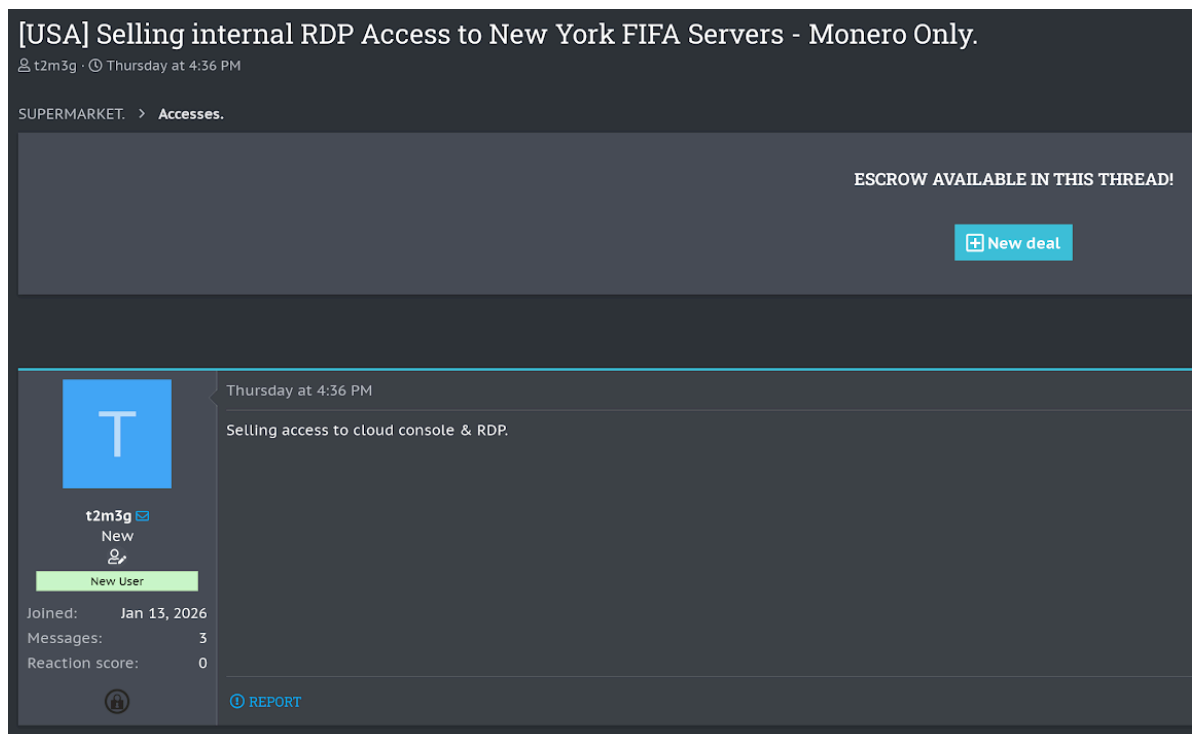 [USA] Selling internal RDP Access to New York FIFA Servers - Monero Only.
t2m3g · Thursday at 4:36 PM
SUPERMARKET. > Accesses.
ESCROW AVAILABLE IN THIS THREAD!
New deal
T
Thursday at 4:36 PM
Selling access to cloud console & RDP.
t2m3g
New
New User
Joined: Jan 13, 2026
Messages: 3
Reaction score: 0
REPORT